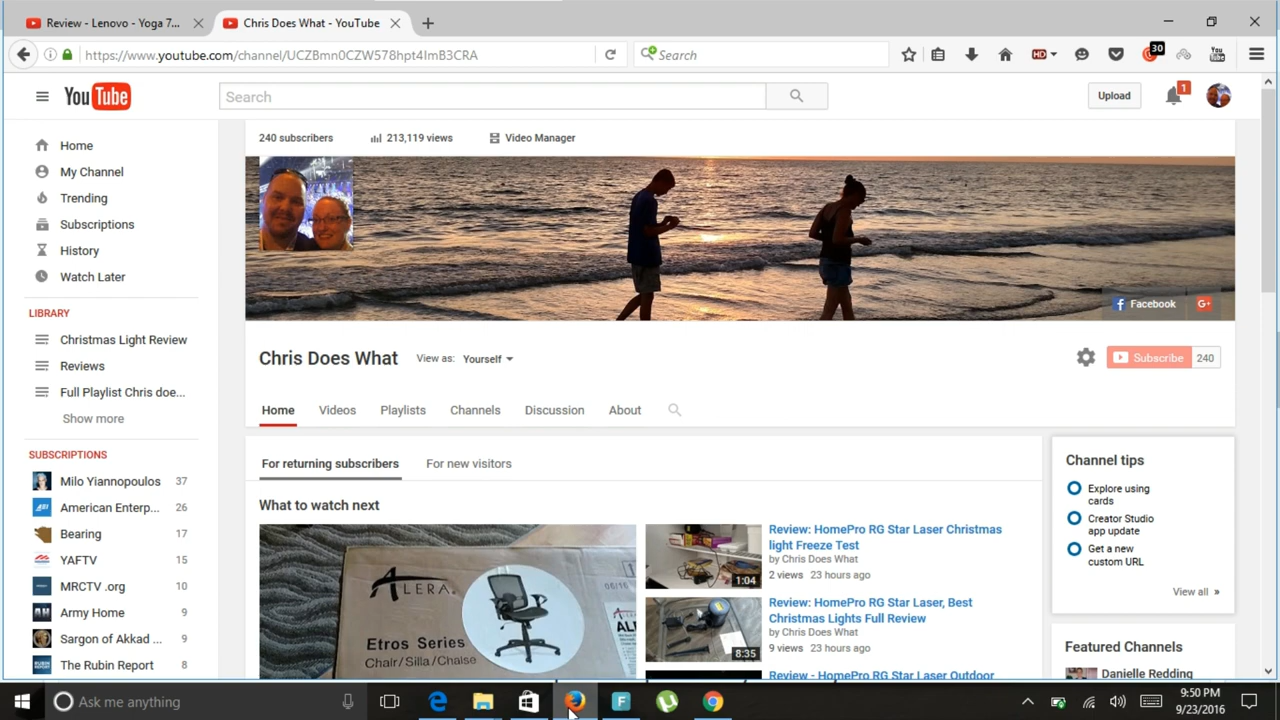 Review - Lenovo - Yoga 7...
Chris Does What - YouTube
https://www.youtube.com/channel/UCZBmn0CZW578hpt4ImB3CRA
Search
HD
30
You Tube
YouTube
Search
Upload
1
Home
My Channel
Trending
Subscriptions
History
Watch Later
LIBRARY
Christmas Light Review
Reviews
Full Playlist Chris doe...
Show more
SUBSCRIPTIONS
Milo Yiannopoulos 37
American Enterp... 26
Bearing 17
YAFTV 15
MRCTV .org 10
Army Home 9
Sargon of Akkad ... 9
The Rubin Report 8
240 subscribers 213,119 views Video Manager
Facebook G+
Chris Does What View as: Yourself
Subscribe 240
Home Videos Playlists Channels Discussion About
For returning subscribers For new visitors
What to watch next
ALERA
Etros Series
Chair/Silla/Chaise
06/16
ALERA
1:04
Review: HomePro RG Star Laser Christmas
light Freeze Test
by Chris Does What
2 views 23 hours ago
8:35
Review: HomePro RG Star Laser, Best
Christmas Lights Full Review
by Chris Does What
9 views 23 hours ago
Review - HomePro RG Star Laser Outdoor
Channel tips
Explore using
cards
Creator Studio
app update
Get a new
custom URL
View all »
Featured Channels
Danielle Redding
Ask me anything
9:50 PM
9/23/2016